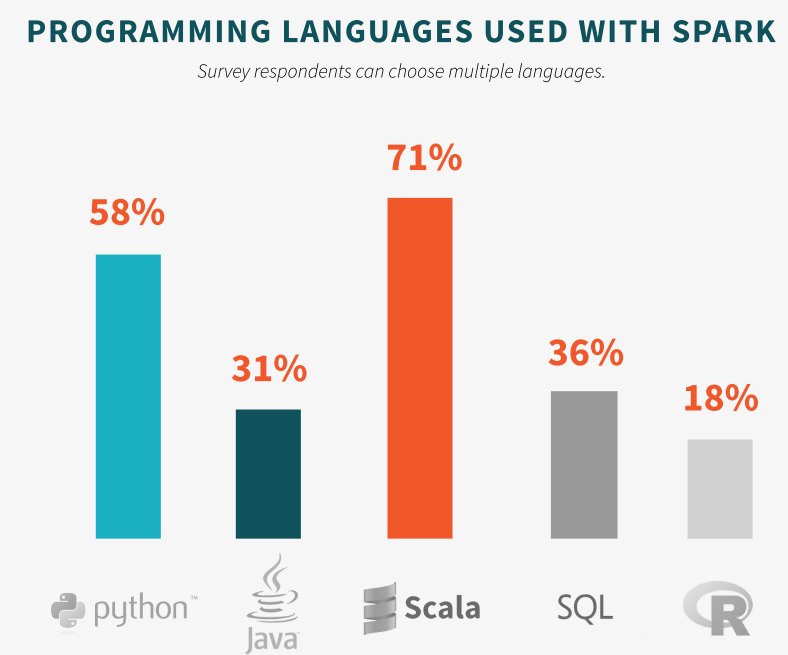 PROGRAMMING LANGUAGES USED WITH SPARK
Survey respondents can choose multiple languages.
58%
31%
71%
36%
18%
python™
Java™
Scala
SQL
R